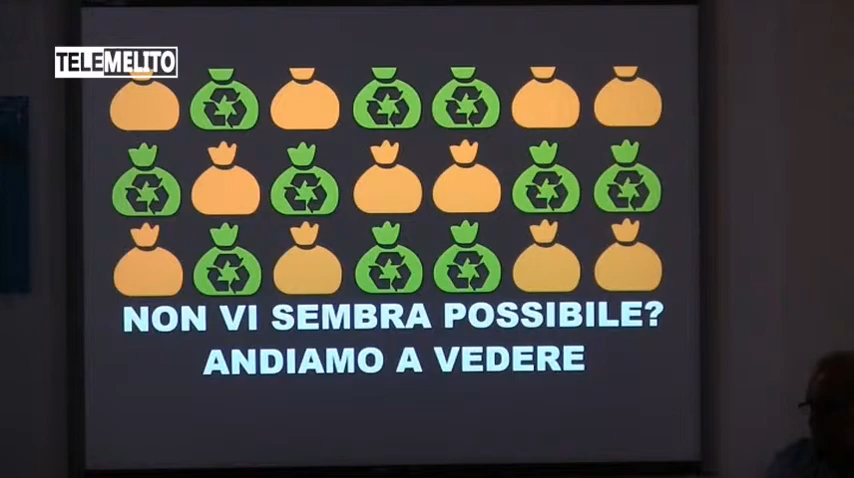 TELEMELITO
NON VI SEMBRA POSSIBILE?
ANDIAMO A VEDERE